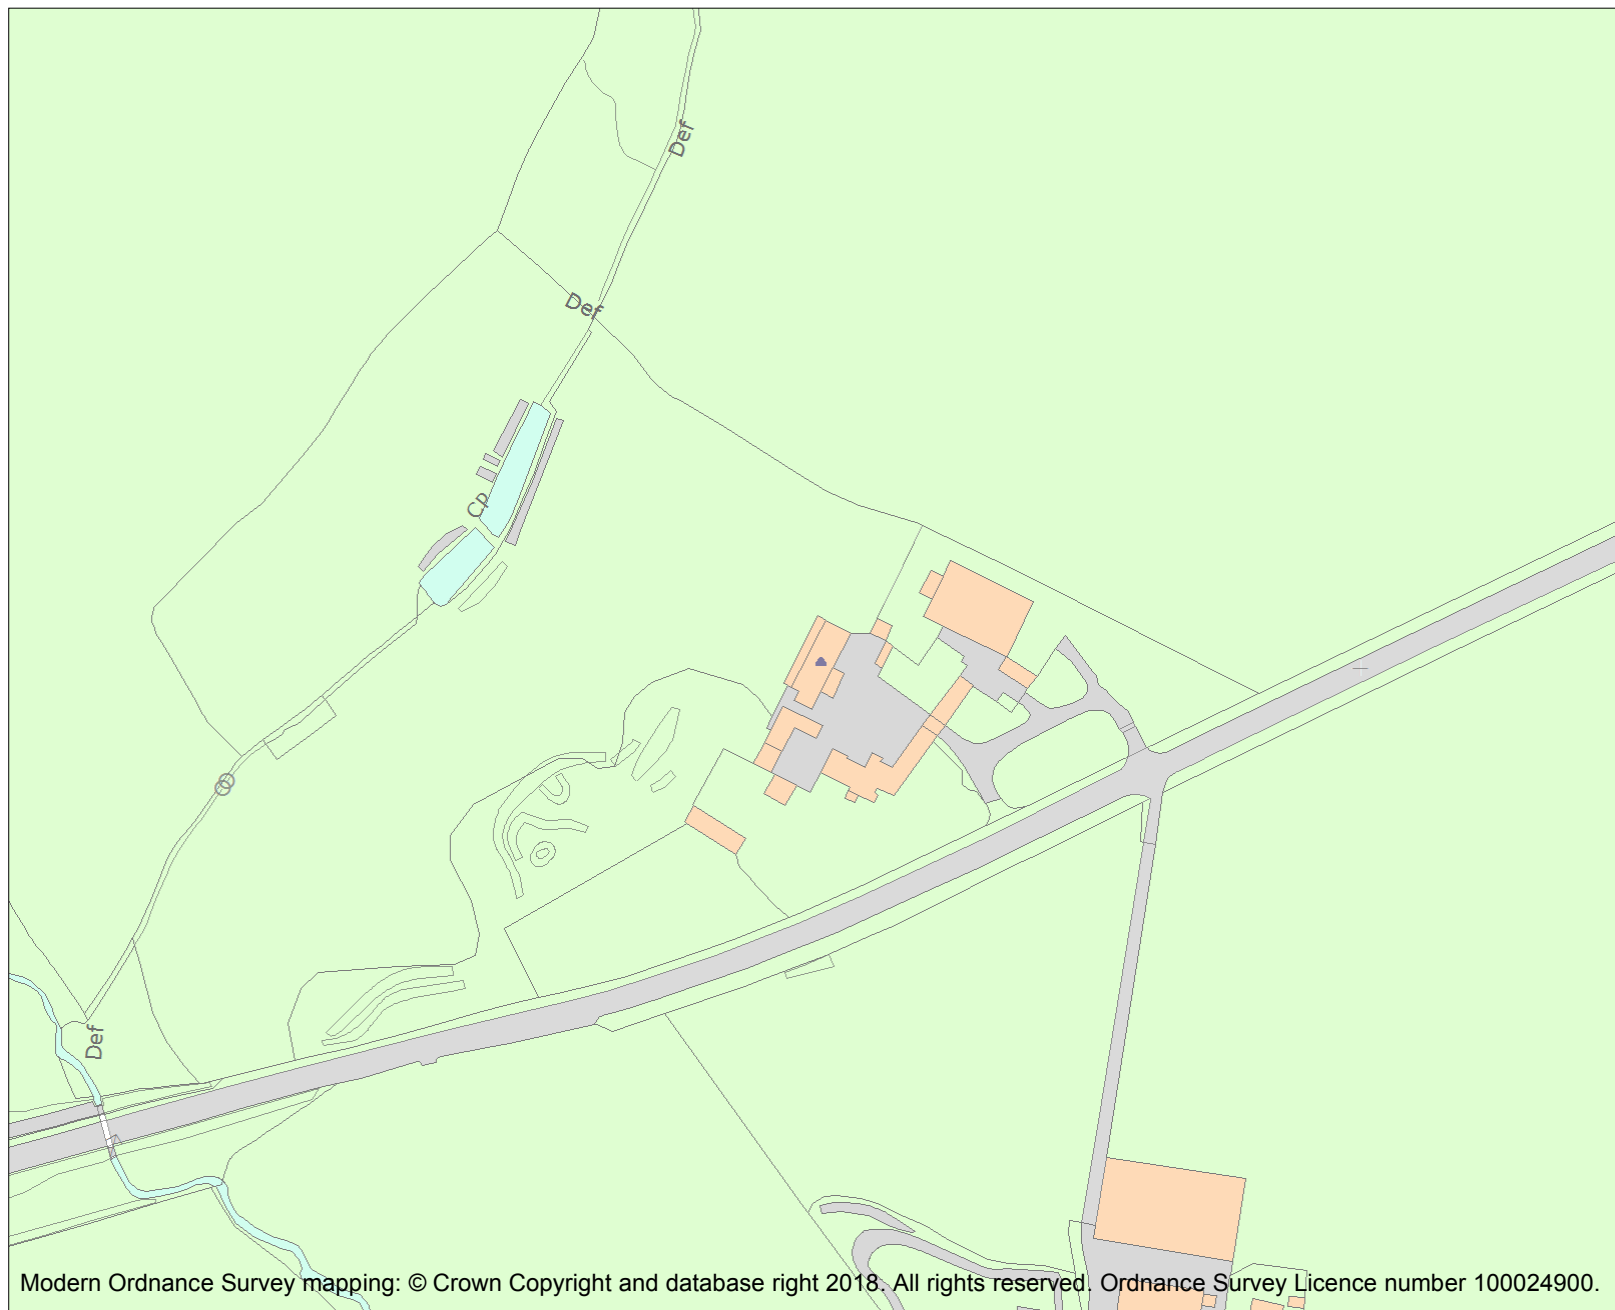 Def
Def
Cp
Def
Modern Ordnance Survey mapping: © Crown Copyright and database right 2018. All rights reserved. Ordnance Survey Licence number 100024900.